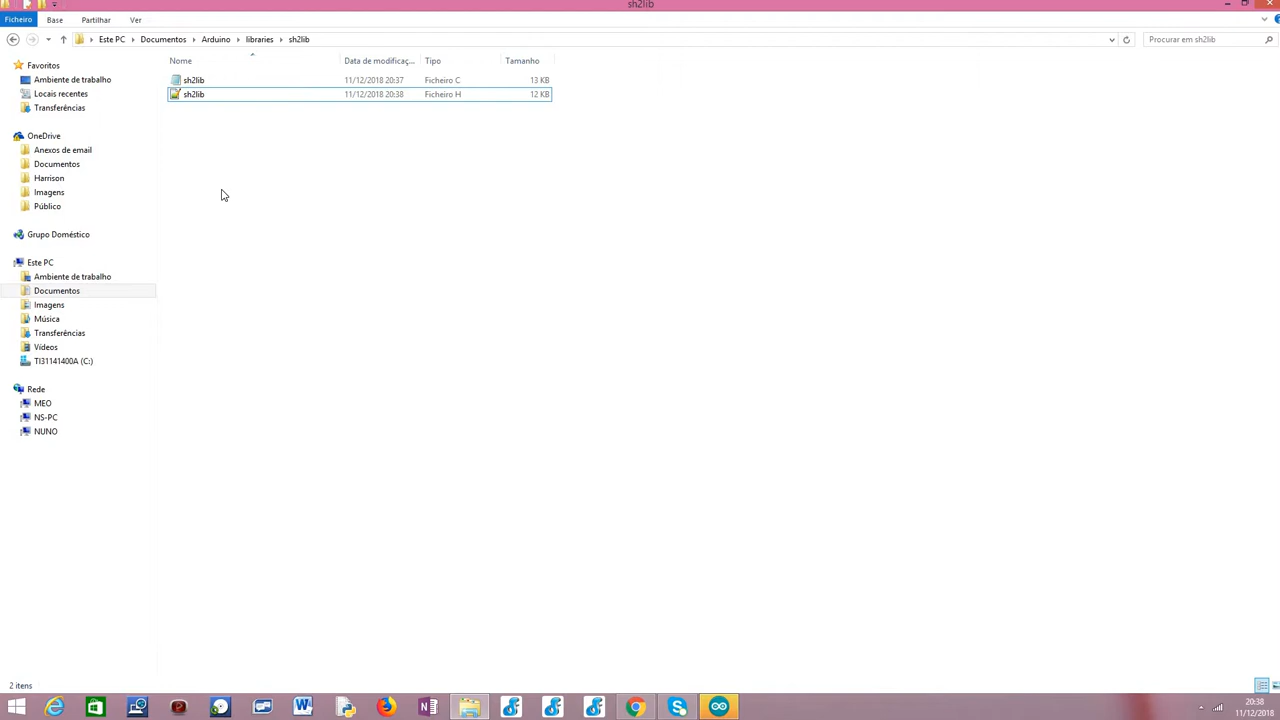 sh2lib
Ficheiro Base Partilhar Ver
Este PC Documentos Arduino libraries sh2lib Procurar em sh2lib
Nome Data de modificaç... Tipo Tamanho
sh2lib 11/12/2018 20:37 Ficheiro C 13 KB
sh2lib 11/12/2018 20:38 Ficheiro H 12 KB
Favoritos
Ambiente de trabalho
Locais recentes
Transferências
OneDrive
Anexos de email
Documentos
Harrison
Imagens
Público
Grupo Doméstico
Este PC
Ambiente de trabalho
Documentos
Imagens
Música
Transferências
Vídeos
TI31141400A (C:)
Rede
MEO
NS-PC
NUNO
2 itens
20:38
11/12/2018